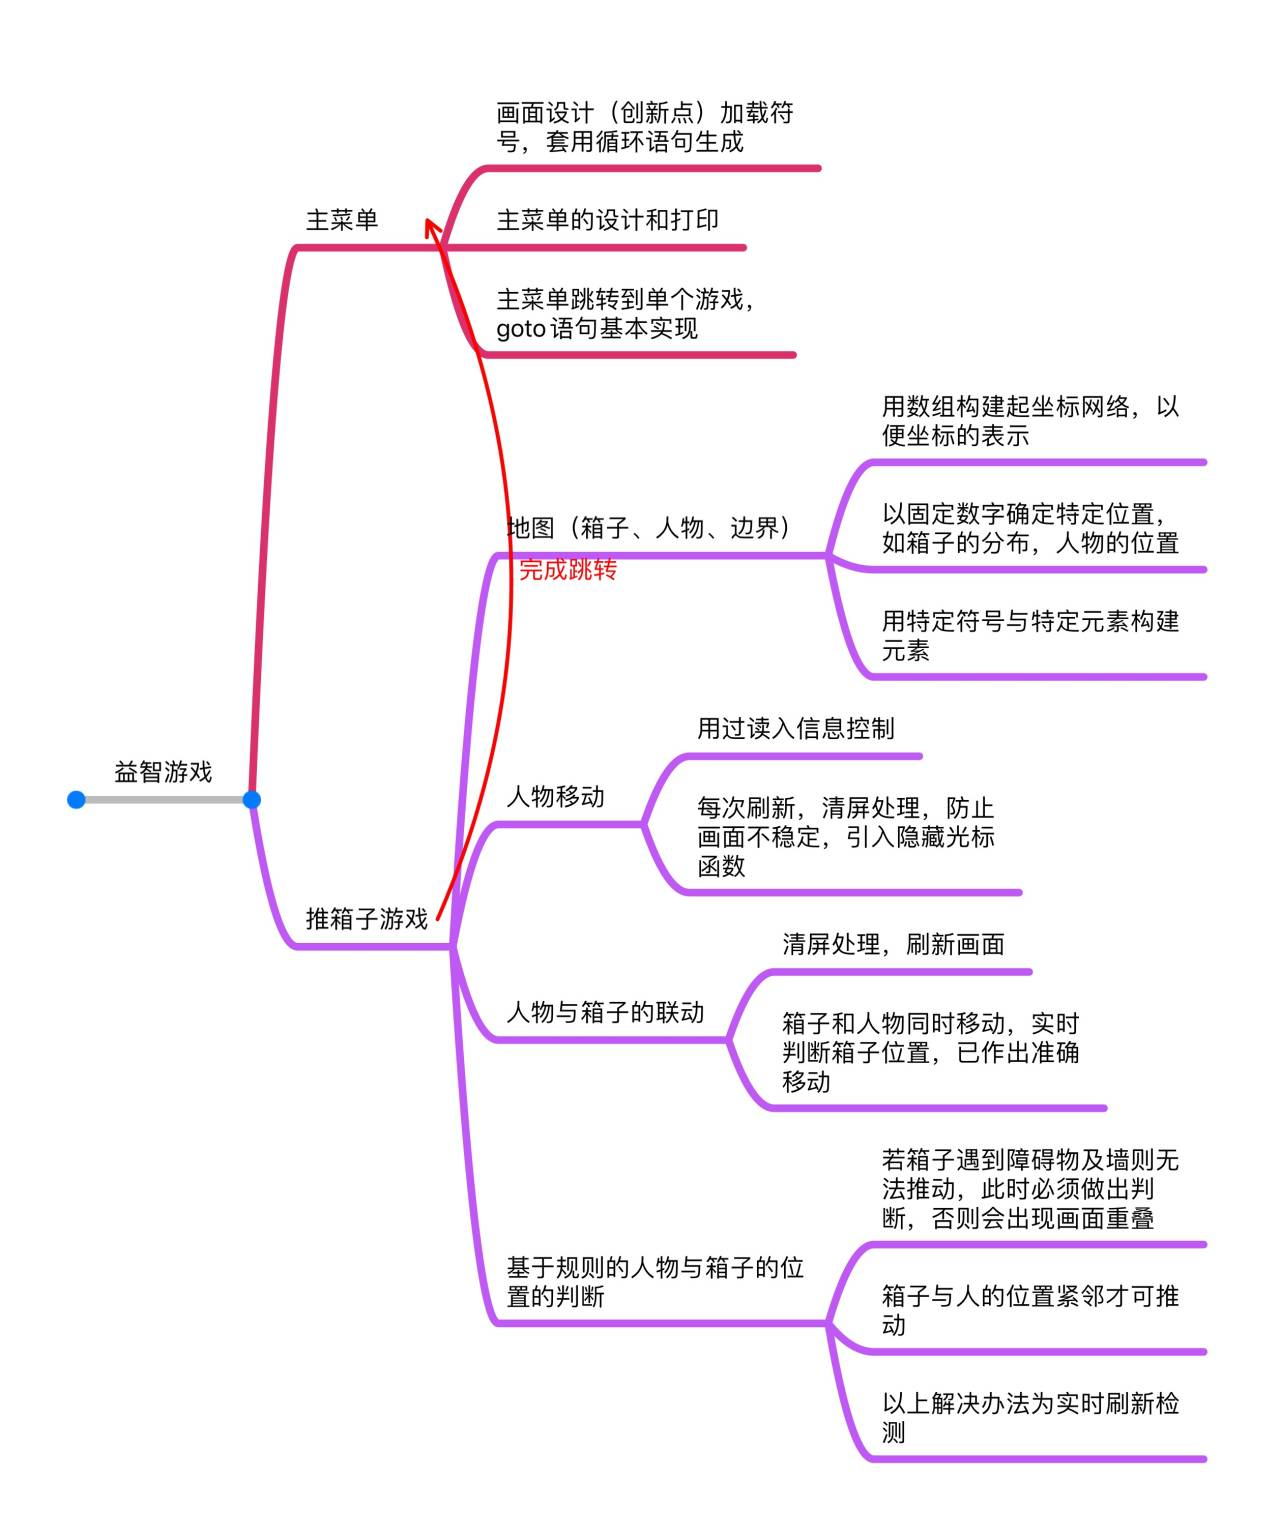 画面设计（创新点）加载符
号，套用循环语句生成
主菜单
主菜单的设计和打印
主菜单跳转到单个游戏，
goto语句基本实现
用数组构建起坐标网络，以
便坐标的表示
地图（箱子、人物、边界）
以固定数字确定特定位置，
如箱子的分布，人物的位置
完成跳转
用特定符号与特定元素构建
元素
用过读入信息控制
益智游戏
人物移动
每次刷新，清屏处理，防止
画面不稳定，引入隐藏光标
函数
推箱子游戏
清屏处理，刷新画面
人物与箱子的联动
箱子和人物同时移动，实时
判断箱子位置，已作出准确
移动
若箱子遇到障碍物及墙则无
法推动，此时必须做出判
断，否则会出现画面重叠
基于规则的人物与箱子的位
置的判断
箱子与人的位置紧邻才可推
动
以上解决办法为实时刷新检
测